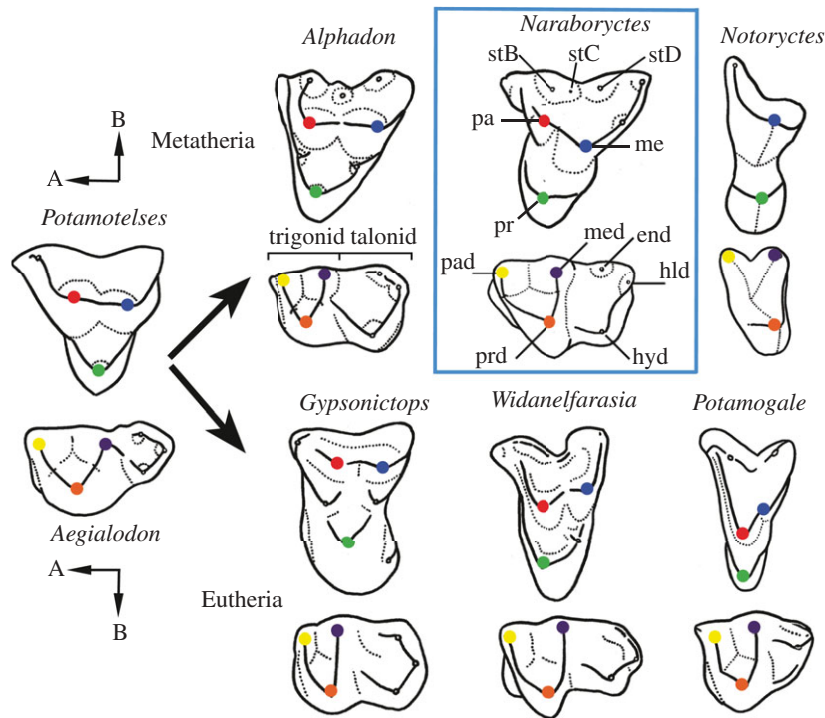 Alphadon Naraboryctes Notoryctes
stB stC stD
B
Metatheria
pa
me
A
Potamotelses
pr
trigonid talonid
med end
pad
hld
prd
hyd
Gypsonictops Widanelfarasia Potamogale
Aegialodon
A
B
Eutheria